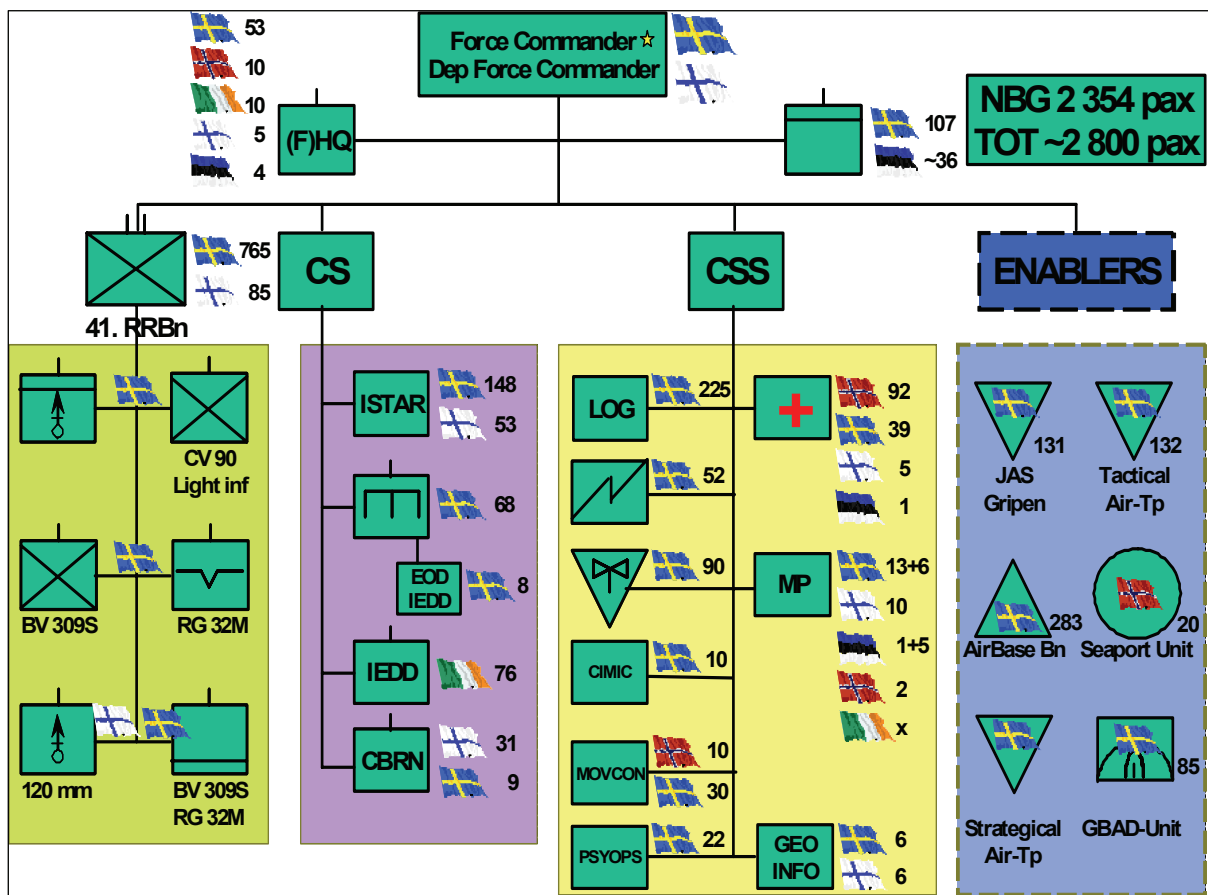 53
10
10
5
4
(F)HQ
Force Commander
Dep Force Commander
107
~36
NBG 2 354 pax
TOT ~2 800 pax
765
85
41. RRBn
CS
CSS
ENABLERS
CV 90
Light inf
BV 309S
RG 32M
120 mm
BV 309S
RG 32M
ISTAR
148
53
68
EOD
IEDD
8
IEDD
76
CBRN
31
9
LOG
225
92
39
5
1
52
90
MP
13+6
10
1+5
2
x
CIMIC
10
MOVCON
10
30
PSYOPS
22
GEO
INFO
6
6
131
JAS
Gripen
132
Tactical
Air-Tp
283
AirBase Bn
20
Seaport Unit
Strategical
Air-Tp
85
GBAD-Unit